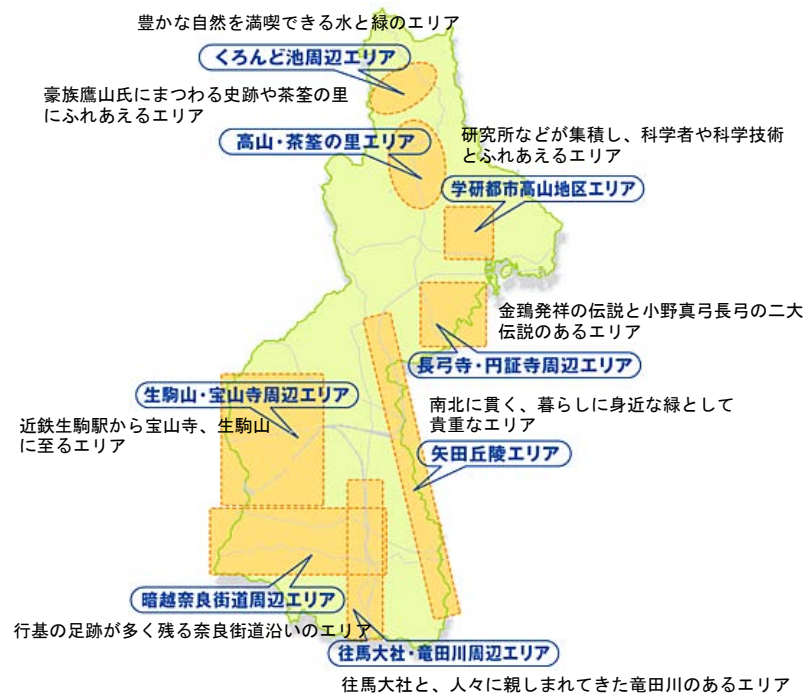 豊かな自然を満喫できる水と緑のエリア
くろんど池周辺エリア
豪族鷹山氏にまつわる史跡や茶筌の里
にふれあえるエリア
高山・茶筌の里エリア
研究所などが集積し、科学者や科学技術
とふれあえるエリア
学研都市高山地区エリア
金鵄発祥の伝説と小野真弓長弓の二大
伝説のあるエリア
長弓寺・円証寺周辺エリア
生駒山・宝山寺周辺エリア
近鉄生駒駅から宝山寺、生駒山
に至るエリア
南北に貫く、暮らしに身近な緑として
貴重なエリア
矢田丘陵エリア
暗越奈良街道周辺エリア
行基の足跡が多く残る奈良街道沿いのエリア
往馬大社・竜田川周辺エリア
往馬大社と、人々に親しまれてきた竜田川のあるエリア